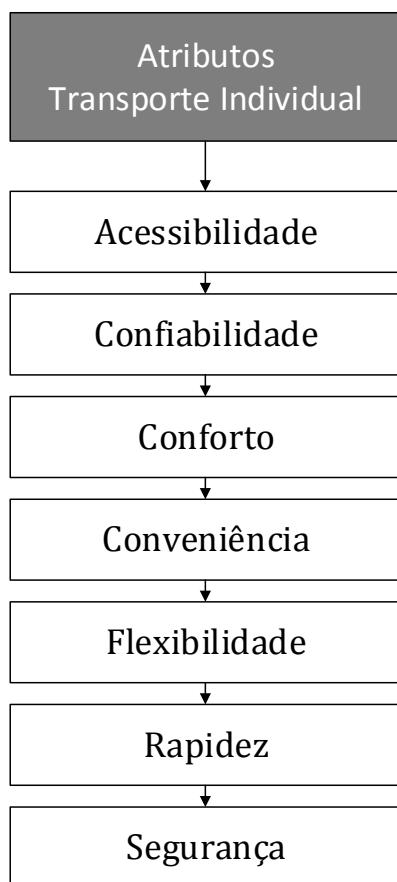 Atributos
Transporte Individual
Acessibilidade
Confiabilidade
Conforto
Conveniência
Flexibilidade
Rapidez
Segurança